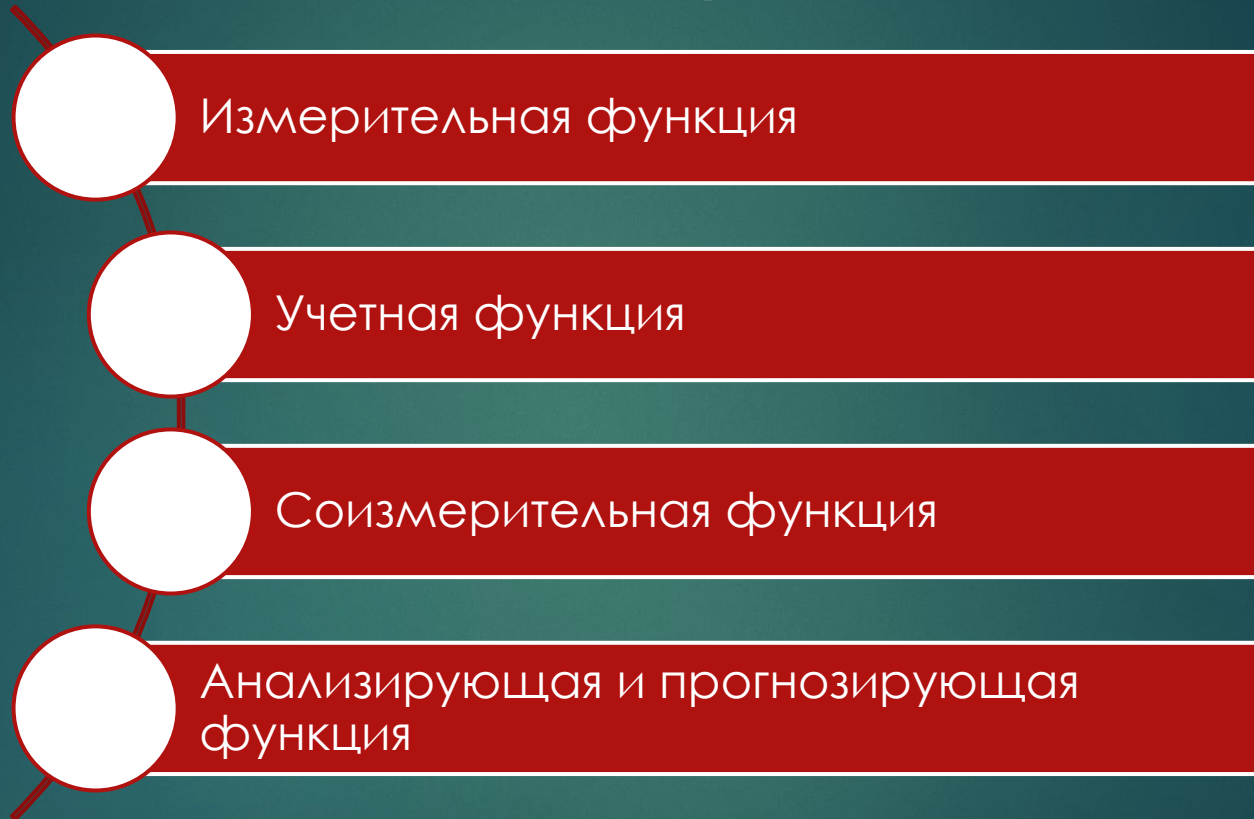 Измерительная функция
Учетная функция
Соизмерительная функция
Анализирующая и прогнозирующая
функция